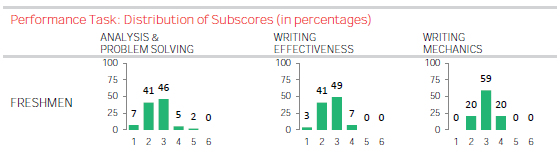 Performance Task: Distribution of Subscores (in percentages)
ANALYSIS &
PROBLEM SOLVING
WRITING
EFFECTIVENESS
WRITING
MECHANICS
FRESHMEN
100
75
50
25
0
7 41 46 5 2 0
1 2 3 4 5 6
100
75
50
25
0
3 41 49 7 0 0
1 2 3 4 5 6
100
75
50
25
0
0 20 59 20 0 0
1 2 3 4 5 6